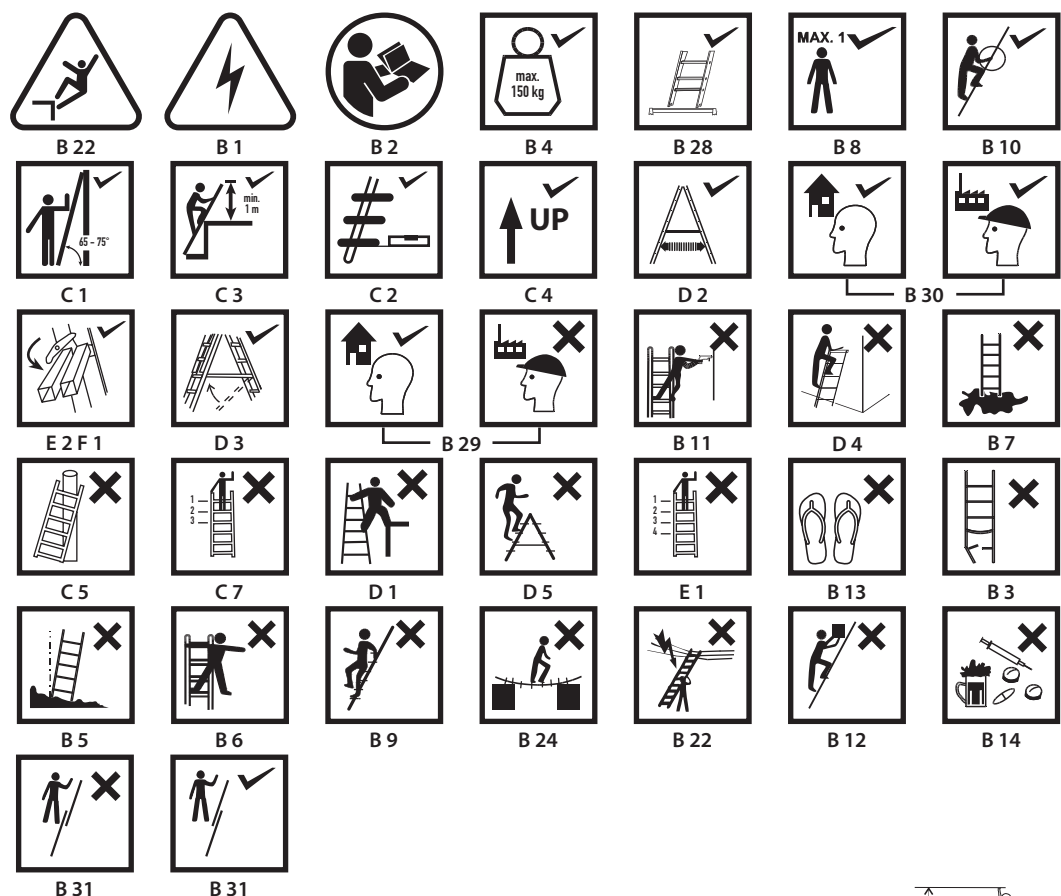 max.
150 kg
MAX. 1
B 22 B 1 B 2 B 4 B 28 B 8 B 10
65 – 75°
min.
1 m
UP
C 1 C 3 C 2 C 4 D 2
B 30
E 2 F 1 D 3 B 29 B 11 D 4 B 7
1
2
3
1
2
3
4
C 5 C 7 D 1 D 5 E 1 B 13 B 3
B 5 B 6 B 9 B 24 B 22 B 12 B 14
B 31 B 31